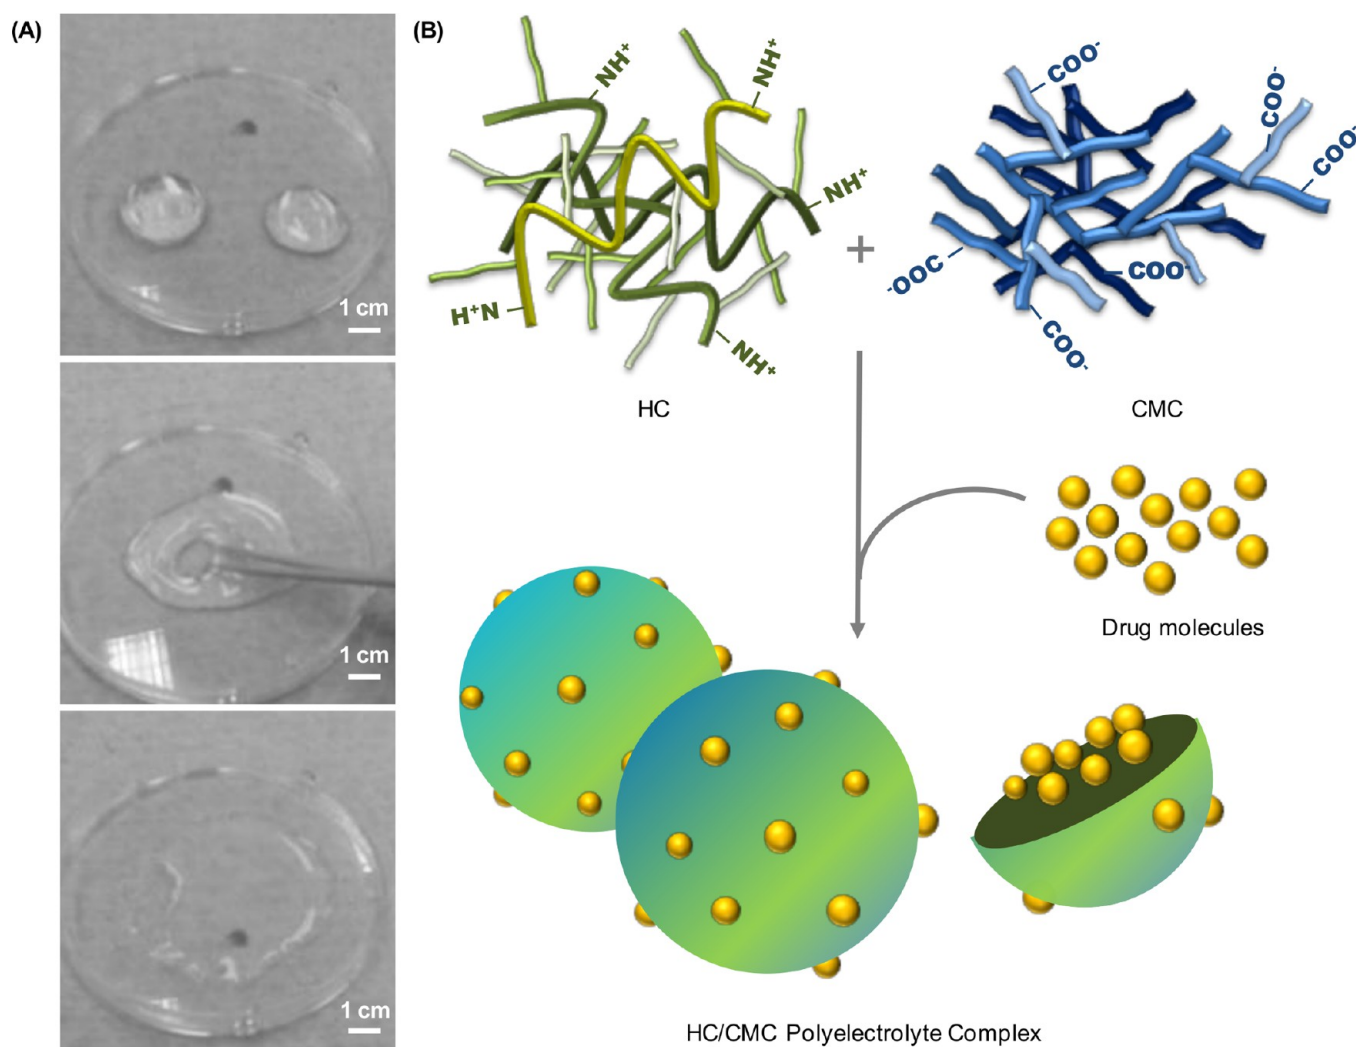 (A)
1 cm
1 cm
1 cm
(B)
NH⁺
NH⁺
NH⁺
H⁺N
NH⁺
HC
+
COO⁻
COO⁻
COO⁻
⁻OOC
COO⁻
COO⁻
CMC
Drug molecules
HC/CMC Polyelectrolyte Complex